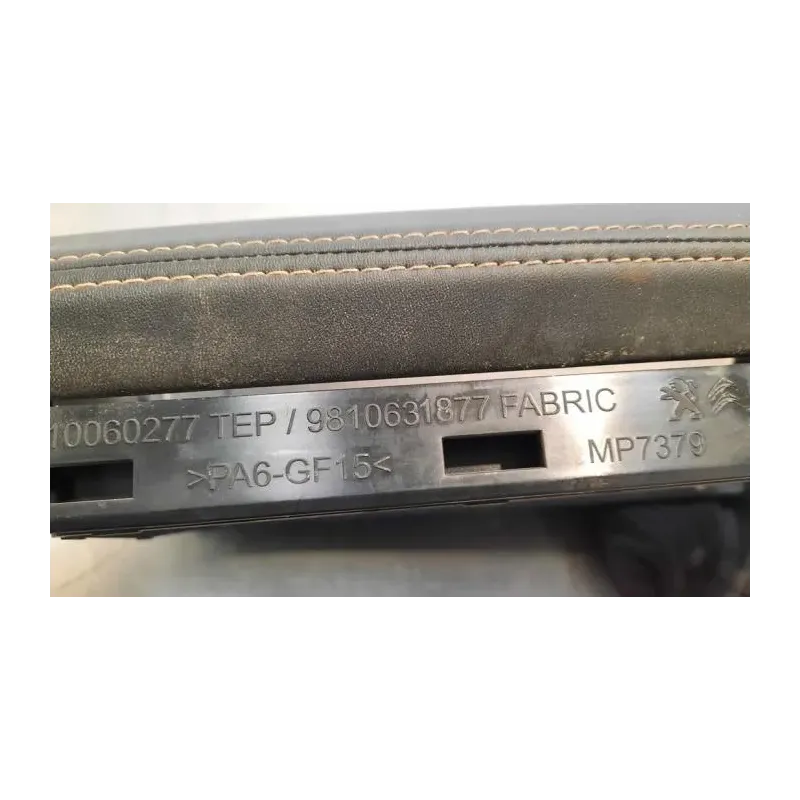 10060277 TEP / 9810631877 FABRIC
>PA6-GF15< MP7379